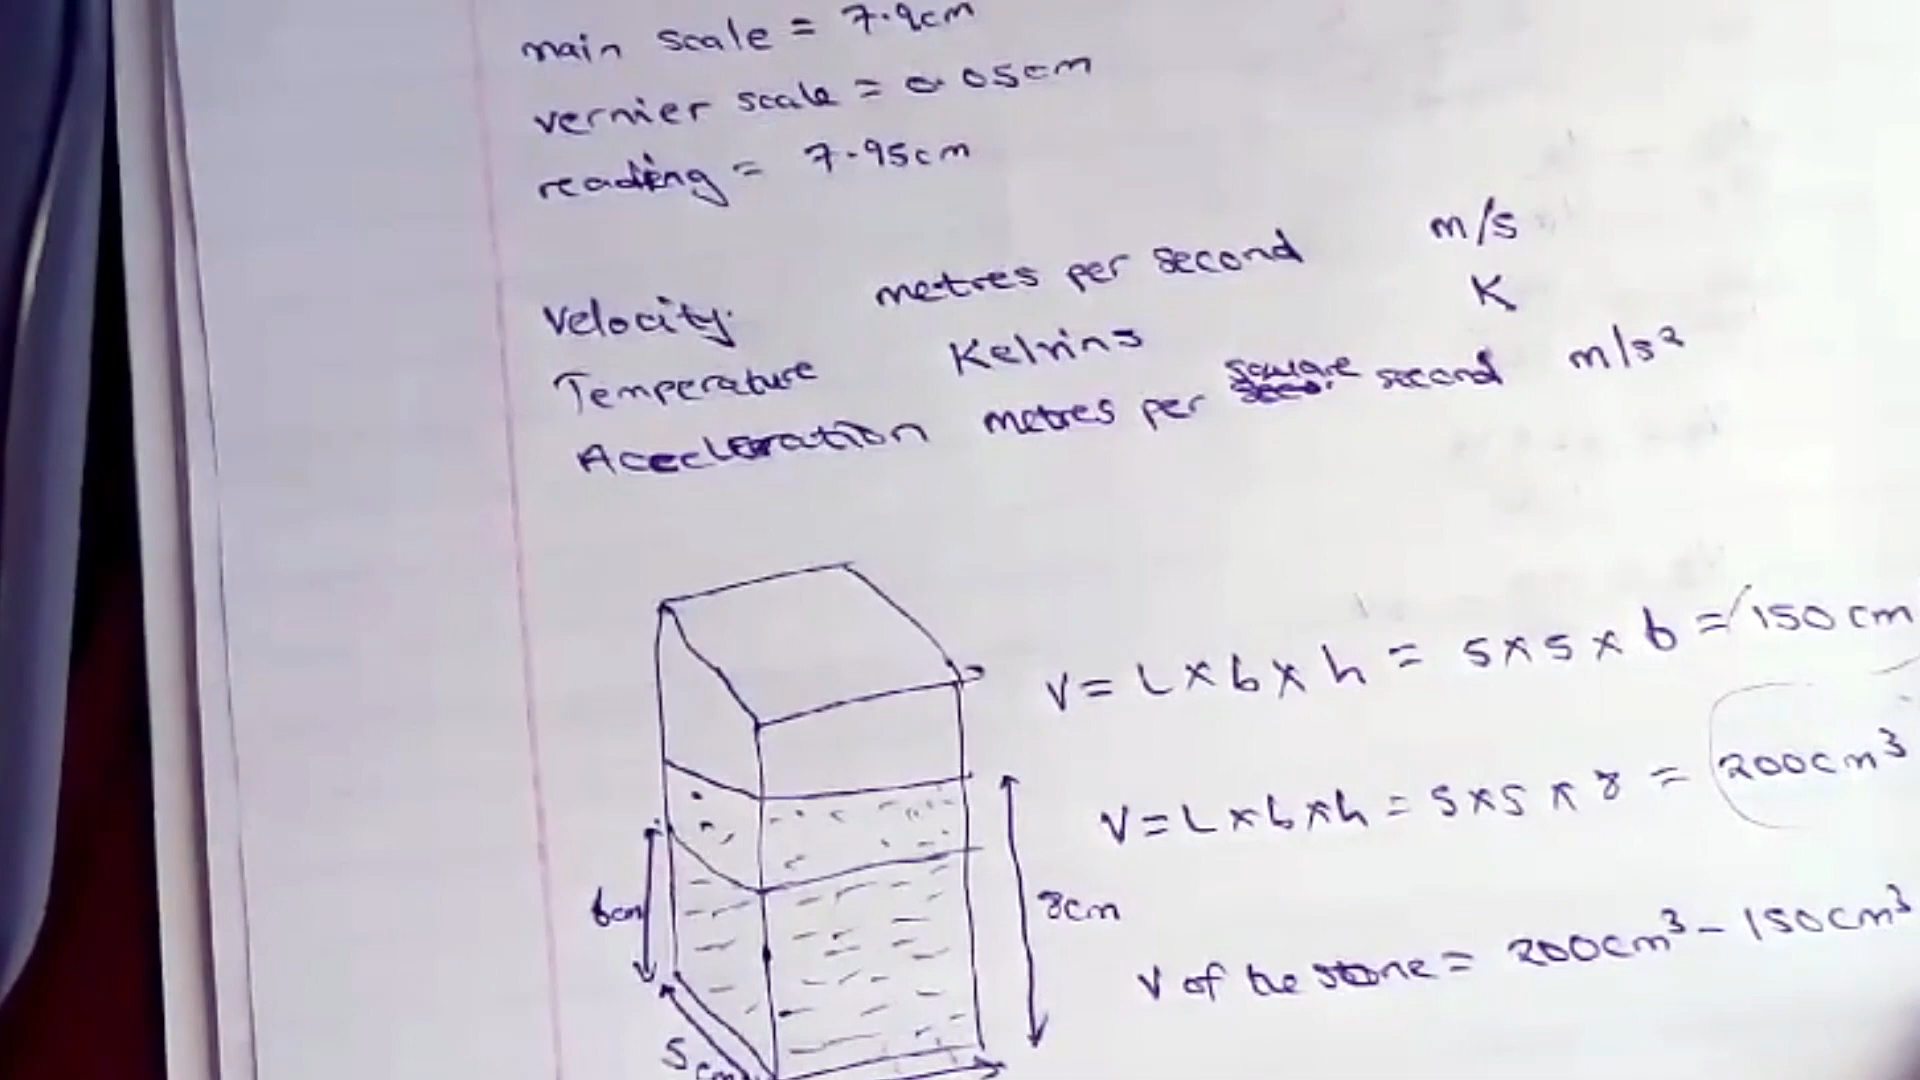 main scale = 7.9cm
vernier scale = 0.05cm
reading = 7.95cm
Velocity. metres per second m/s
Temperature Kelvins K
Acceleration metres per square second m/s²
V = L x b x h = 5 x 5 x 6 = 150 cm
V = L x b x h = 5 x 5 x 8 = 200cm³
6cm
8cm
V of the stone = 200cm³ - 150cm³
5cm